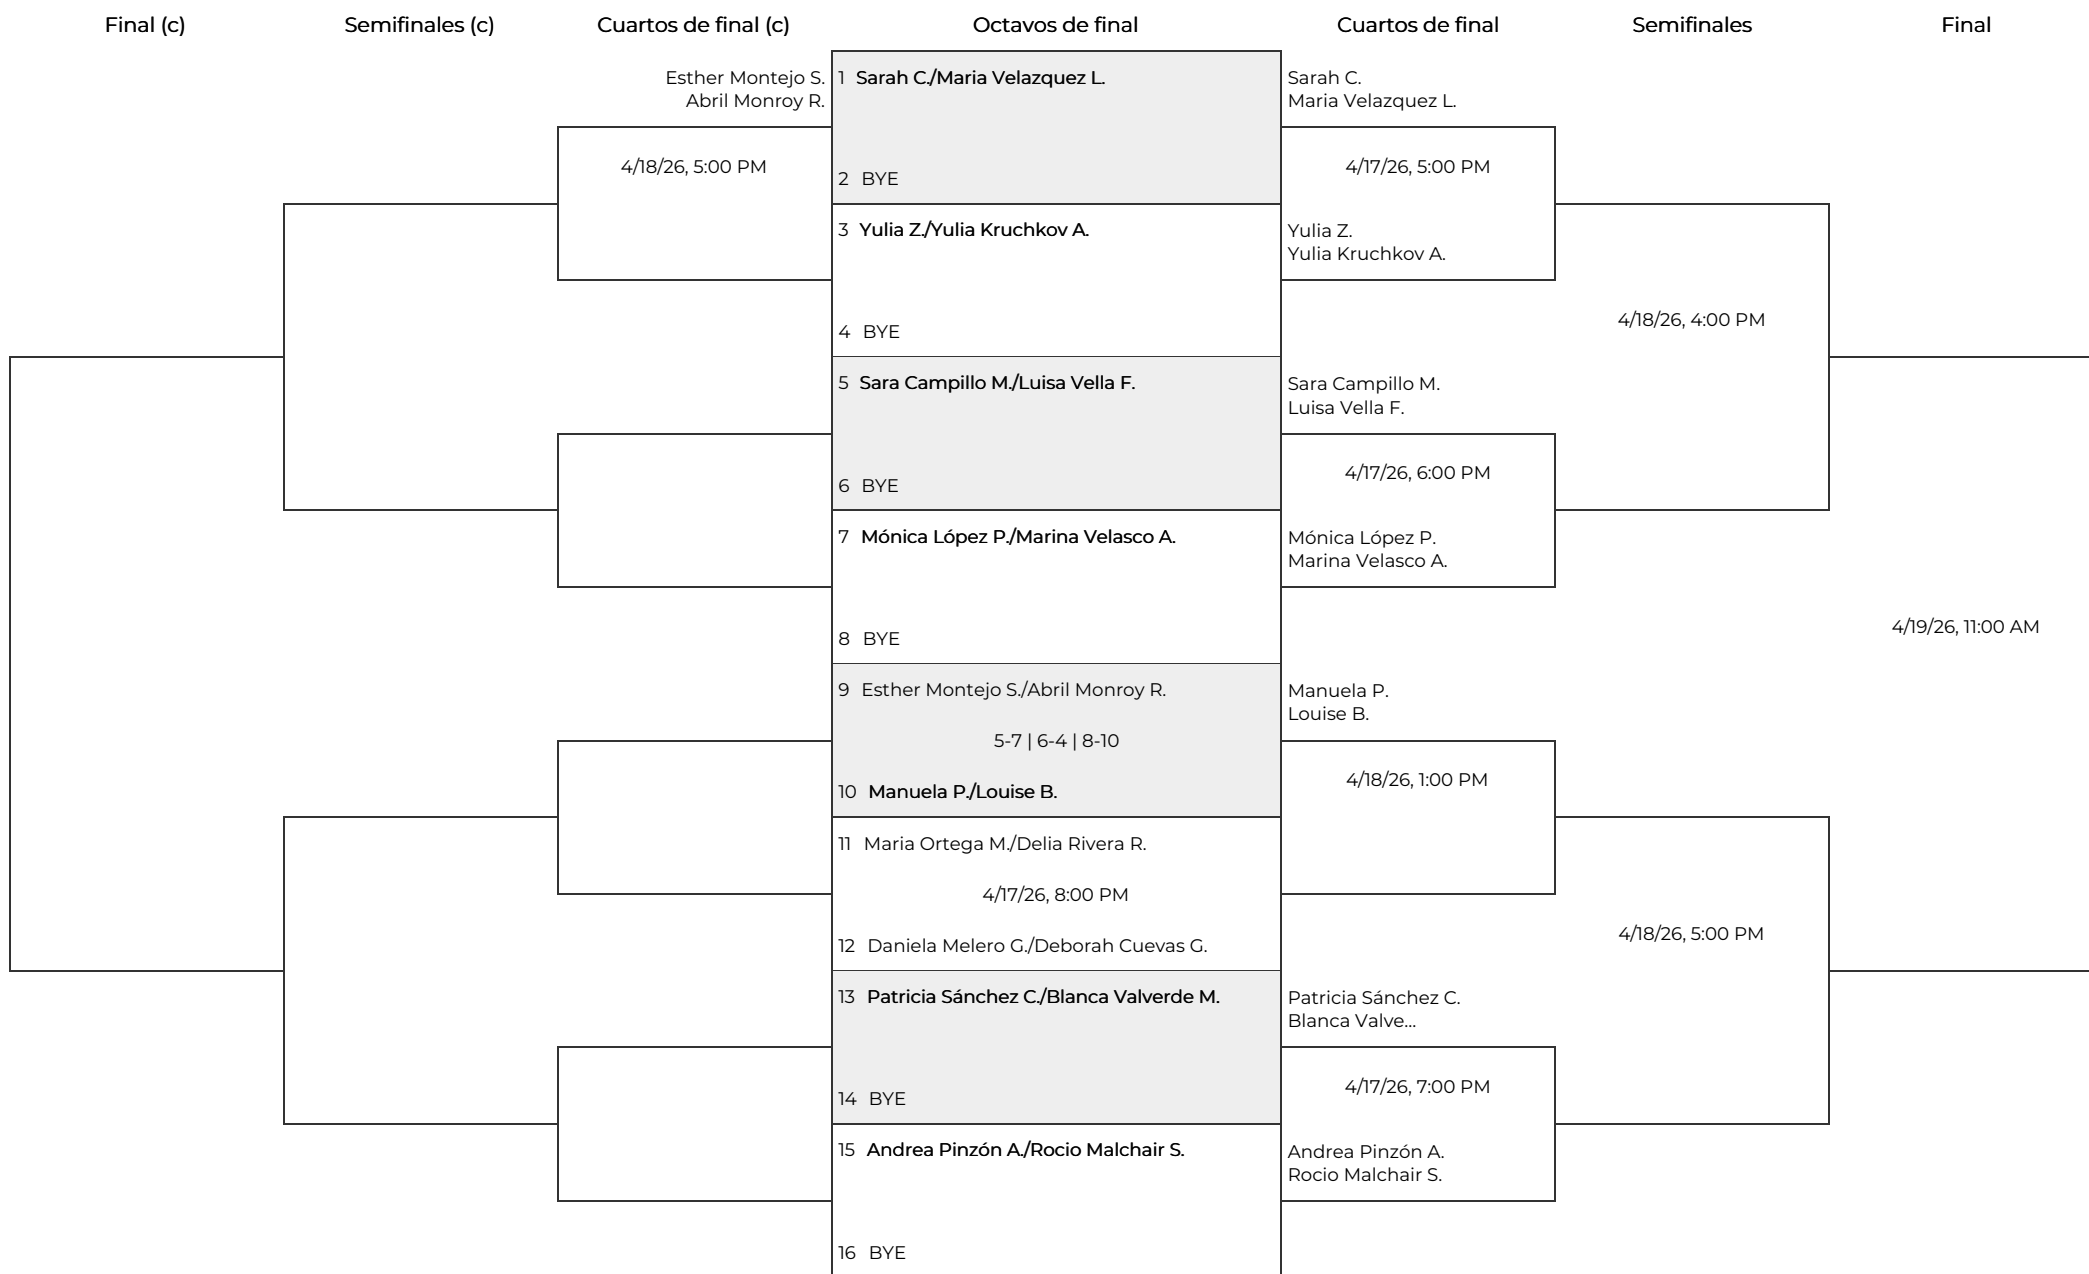 Final (c)
Semifinales (c)
Cuartos de final (c)
Octavos de final
Cuartos de final
Semifinales
Final
Esther Montejo S.
Abril Monroy R.
4/18/26, 5:00 PM
1 Sarah C./Maria Velazquez L.
2 BYE
3 Yulia Z./Yulia Kruchkov A.
4 BYE
5 Sara Campillo M./Luisa Vella F.
6 BYE
7 Mónica López P./Marina Velasco A.
8 BYE
9 Esther Montejo S./Abril Monroy R.
5-7 | 6-4 | 8-10
10 Manuela P./Louise B.
11 Maria Ortega M./Delia Rivera R.
4/17/26, 8:00 PM
12 Daniela Melero G./Deborah Cuevas G.
13 Patricia Sánchez C./Blanca Valverde M.
14 BYE
15 Andrea Pinzón A./Rocio Malchair S.
16 BYE
Sarah C.
Maria Velazquez L.
4/17/26, 5:00 PM
Yulia Z.
Yulia Kruchkov A.
Sara Campillo M.
Luisa Vella F.
4/17/26, 6:00 PM
Mónica López P.
Marina Velasco A.
Manuela P.
Louise B.
4/18/26, 1:00 PM
Patricia Sánchez C.
Blanca Valve...
4/17/26, 7:00 PM
Andrea Pinzón A.
Rocio Malchair S.
4/18/26, 4:00 PM
4/18/26, 5:00 PM
4/19/26, 11:00 AM